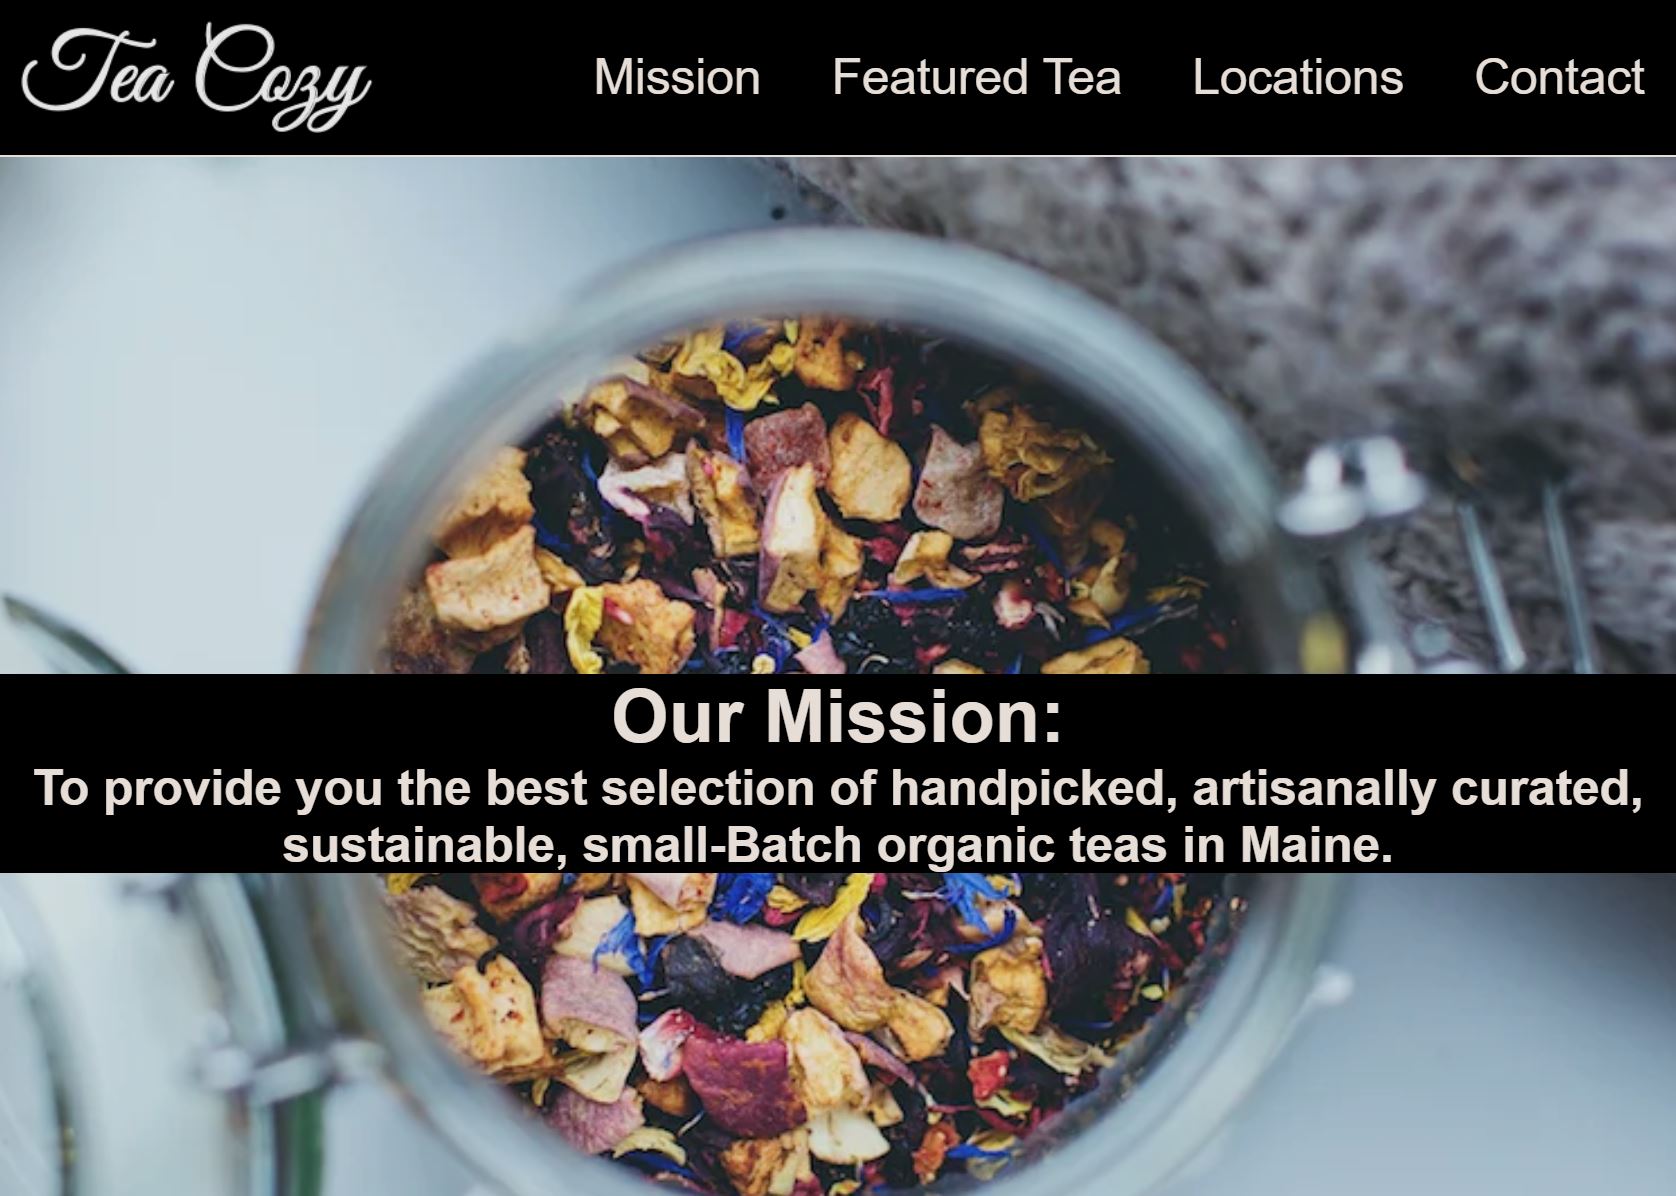 Tea Cozy
Mission Featured Tea Locations Contact
Our Mission:
To provide you the best selection of handpicked, artisanally curated,
sustainable, small-Batch organic teas in Maine.